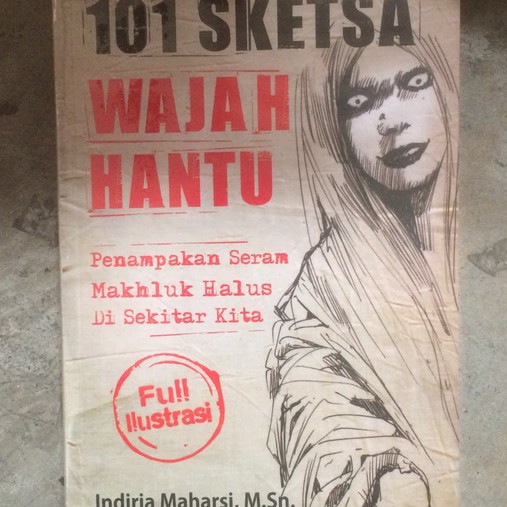 101 SKETSA
WAJAH
HANTU
Penampakan Seram
Makhluk Halus
Di Sekitar Kita
Full
Ilustrasi
Indiria Maharsi, M.Sn.